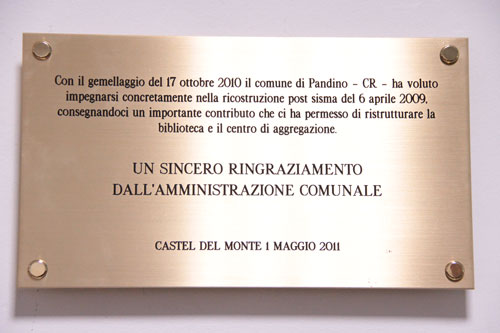 Con il gemellaggio del 17 ottobre 2010 il comune di Pandino - CR - ha voluto
impegnarsi concretamente nella ricostruzione post sisma del 6 aprile 2009,
consegnandoci un importante contributo che ci ha permesso di ristrutturare la
biblioteca e il centro di aggregazione.
UN SINCERO RINGRAZIAMENTO
DALL'AMMINISTRAZIONE COMUNALE
CASTEL DEL MONTE 1 MAGGIO 2011